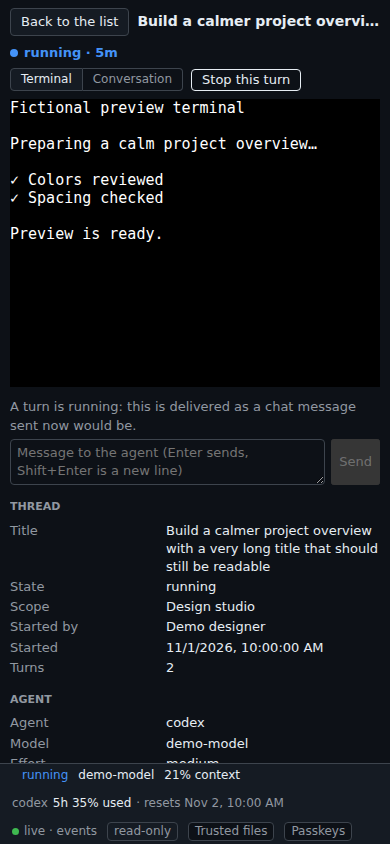 Back to the list Build a calmer project overvi…
running · 5m
Terminal Conversation Stop this turn
Fictional preview terminal
Preparing a calm project overview…
✓ Colors reviewed
✓ Spacing checked
Preview is ready.
A turn is running: this is delivered as a chat message
sent now would be.
Message to the agent (Enter sends,
Shift+Enter is a new line)
Send
THREAD
Title Build a calmer project overview
with a very long title that should
still be readable
State running
Scope Design studio
Started by Demo designer
Started 11/1/2026, 10:00:00 AM
Turns 2
AGENT
Agent codex
Model demo-model
Effort medium
running demo-model 21% context
codex 5h 35% used · resets Nov 2, 10:00 AM
live · events read-only Trusted files Passkeys